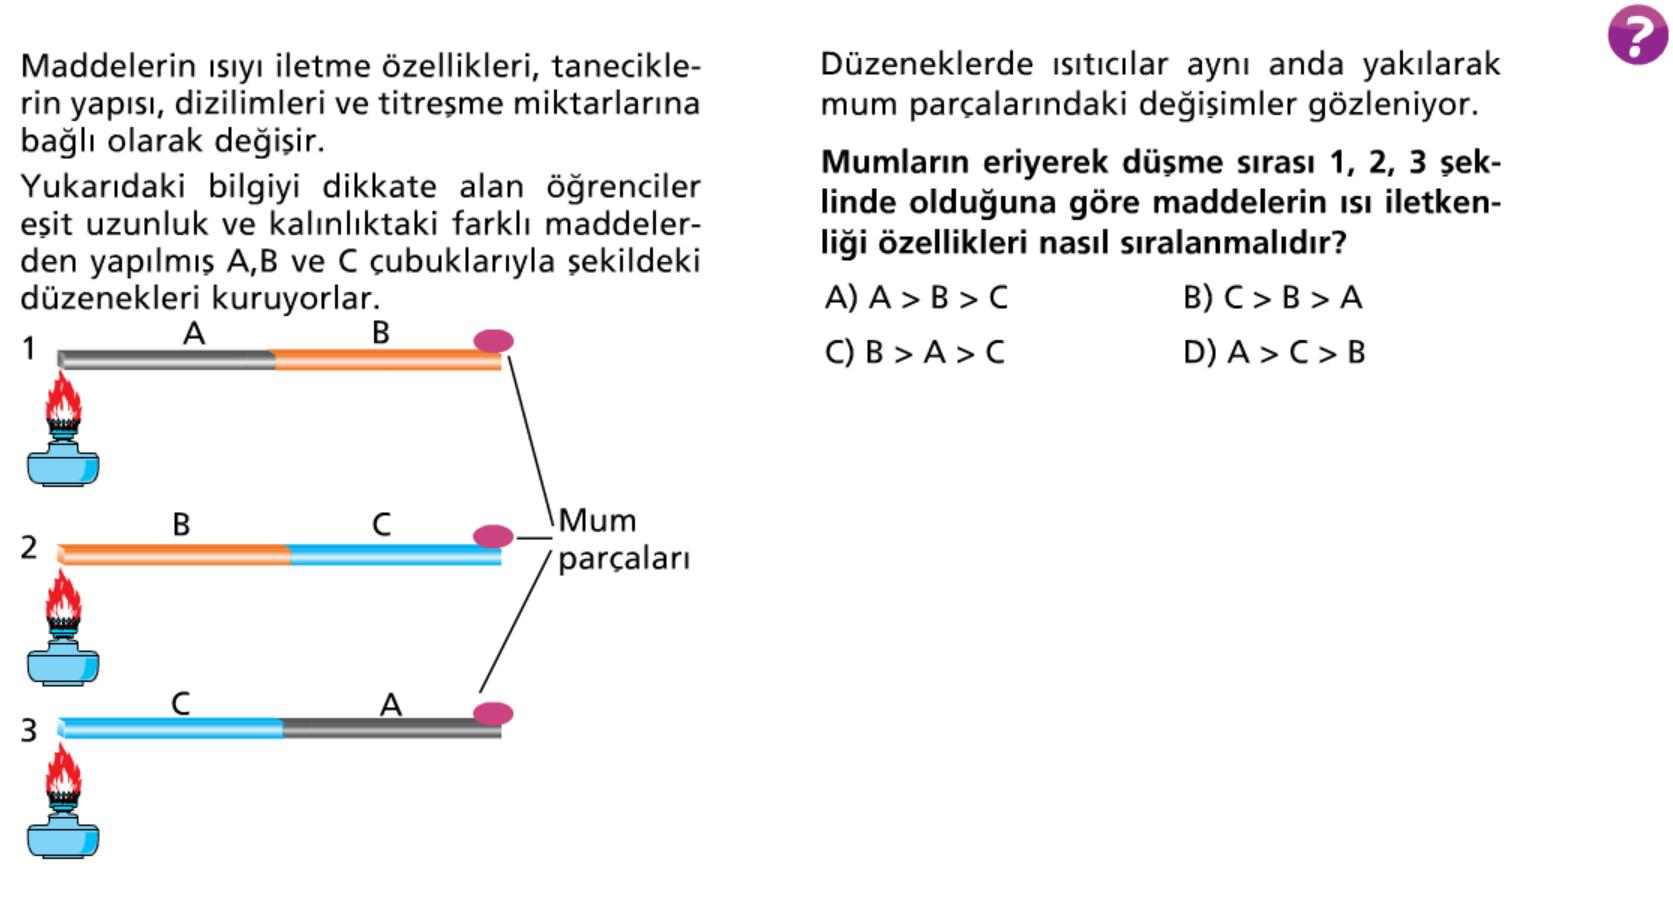 Maddelerin ısıyı iletme özellikleri, tanecikle-
rin yapısı, dizilimleri ve titreşme miktarlarına
bağlı olarak değişir.
Yukarıdaki bilgiyi dikkate alan öğrenciler
eşit uzunluk ve kalınlıktaki farklı maddeler-
den yapılmış A,B ve C çubuklarıyla şekildeki
düzenekleri kuruyorlar.
1
A
B
2
B
C
Mum
parçaları
3
C
A
?
Düzeneklerde ısıtıcılar aynı anda yakılarak
mum parçalarındaki değişimler gözleniyor.
Mumların eriyerek düşme sırası 1, 2, 3 şek-
linde olduğuna göre maddelerin ısı iletken-
liği özellikleri nasıl sıralanmalıdır?
A) A > B > C
B) C > B > A
C) B > A > C
D) A > C > B